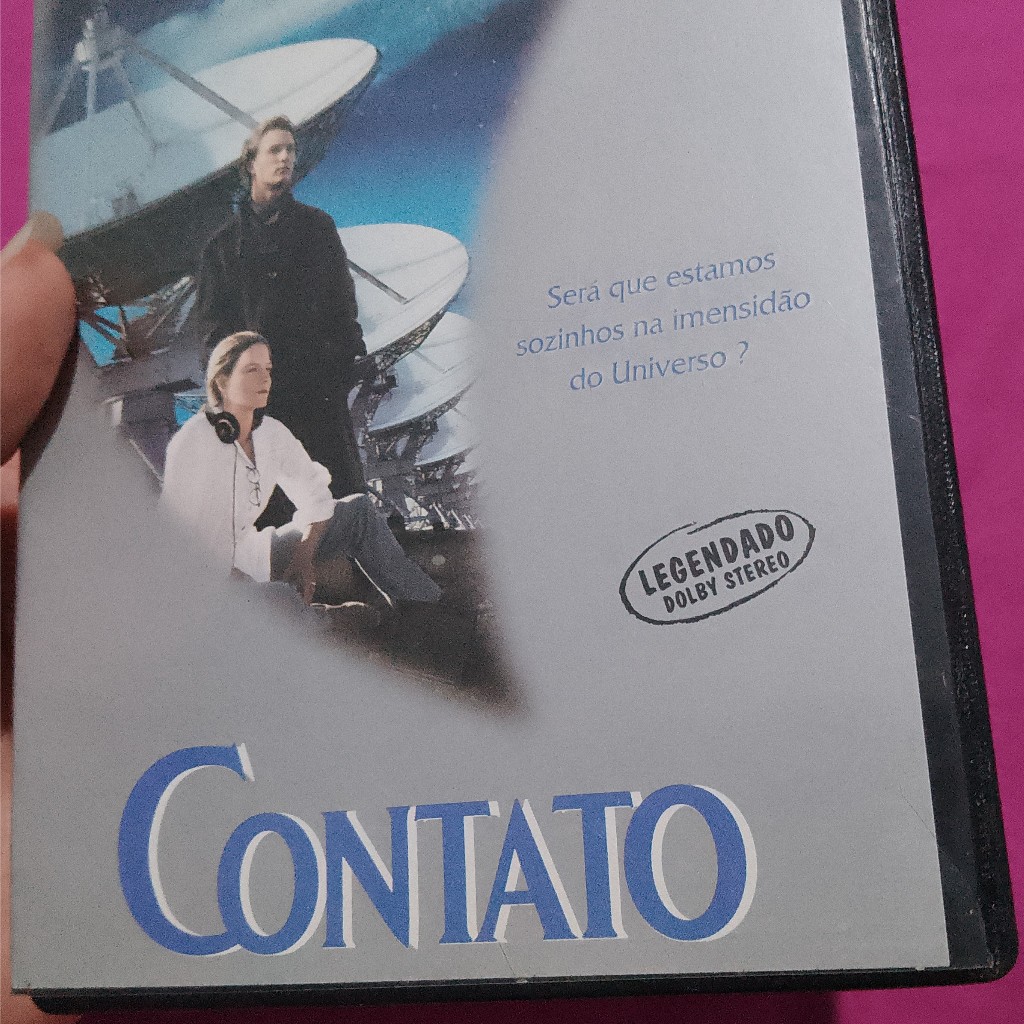 Será que estamos
sozinhos na imensidão
do Universo ?
LEGENDADO
DOLBY STEREO
CONTATO